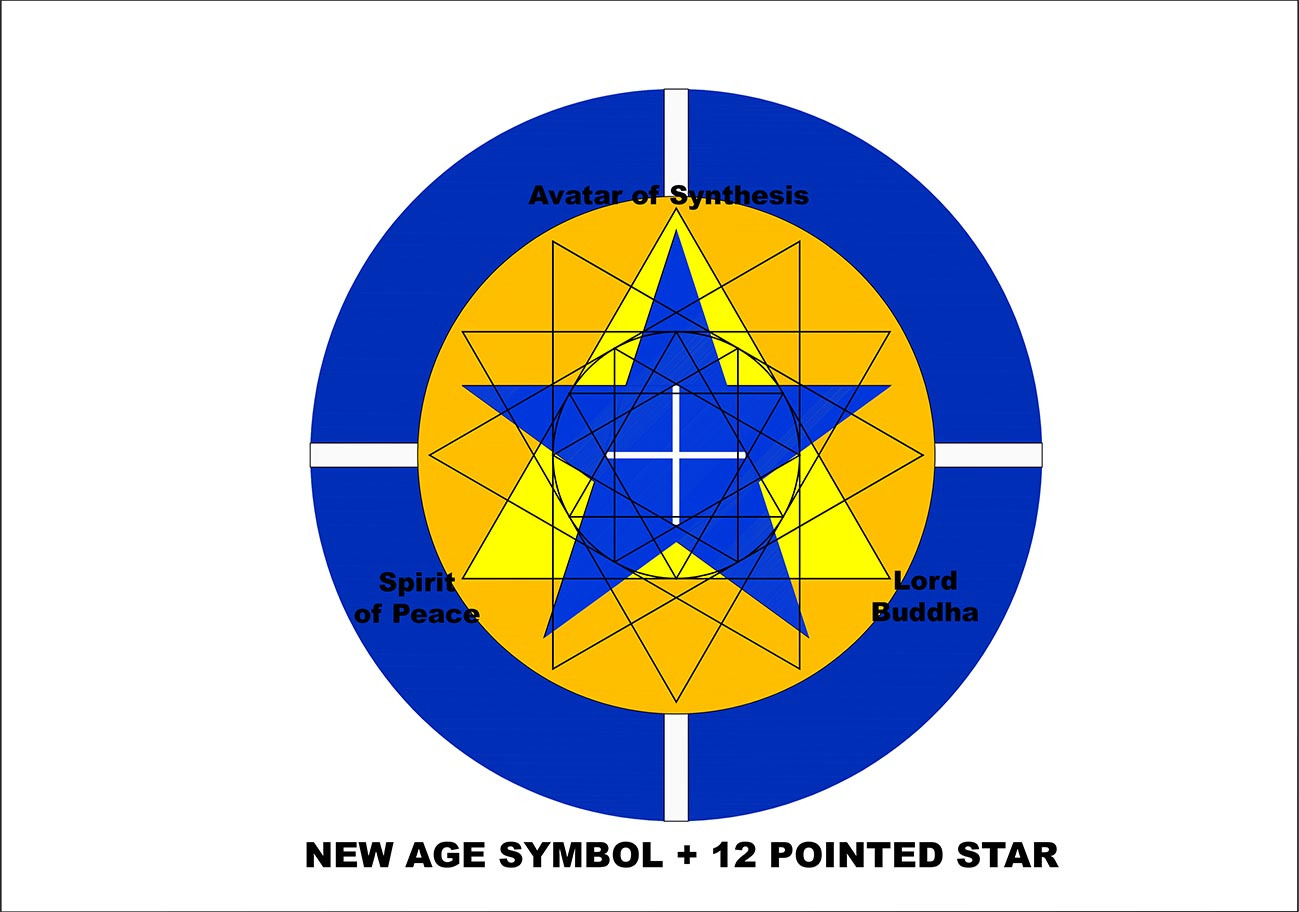 Avatar of Synthesis
Spirit
of Peace
Lord
Buddha
NEW AGE SYMBOL + 12 POINTED STAR